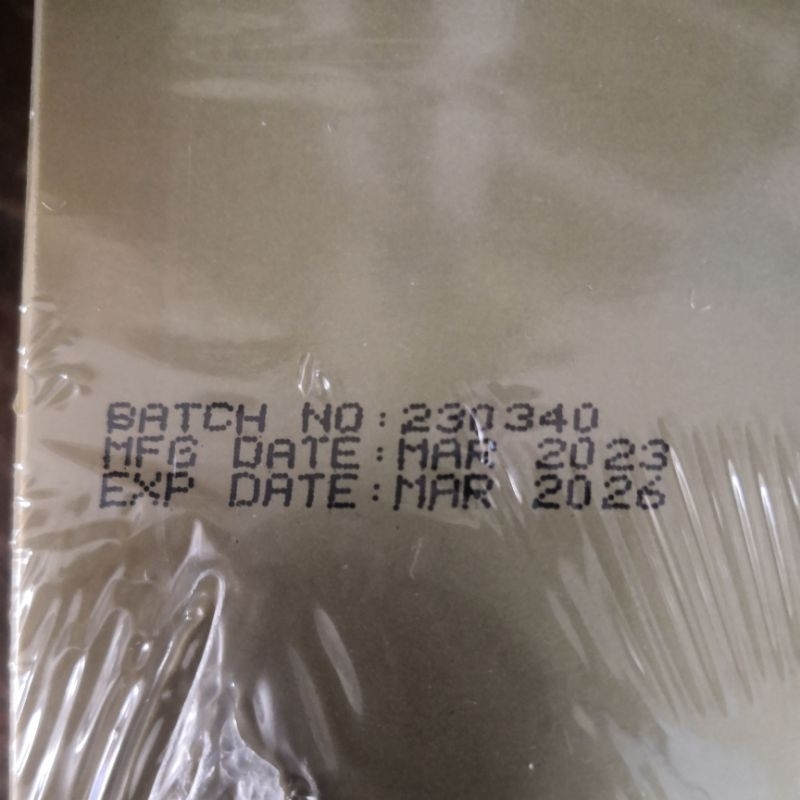 BATCH NO:230340
MFG DATE:MAR 2023
EXP DATE:MAR 2026